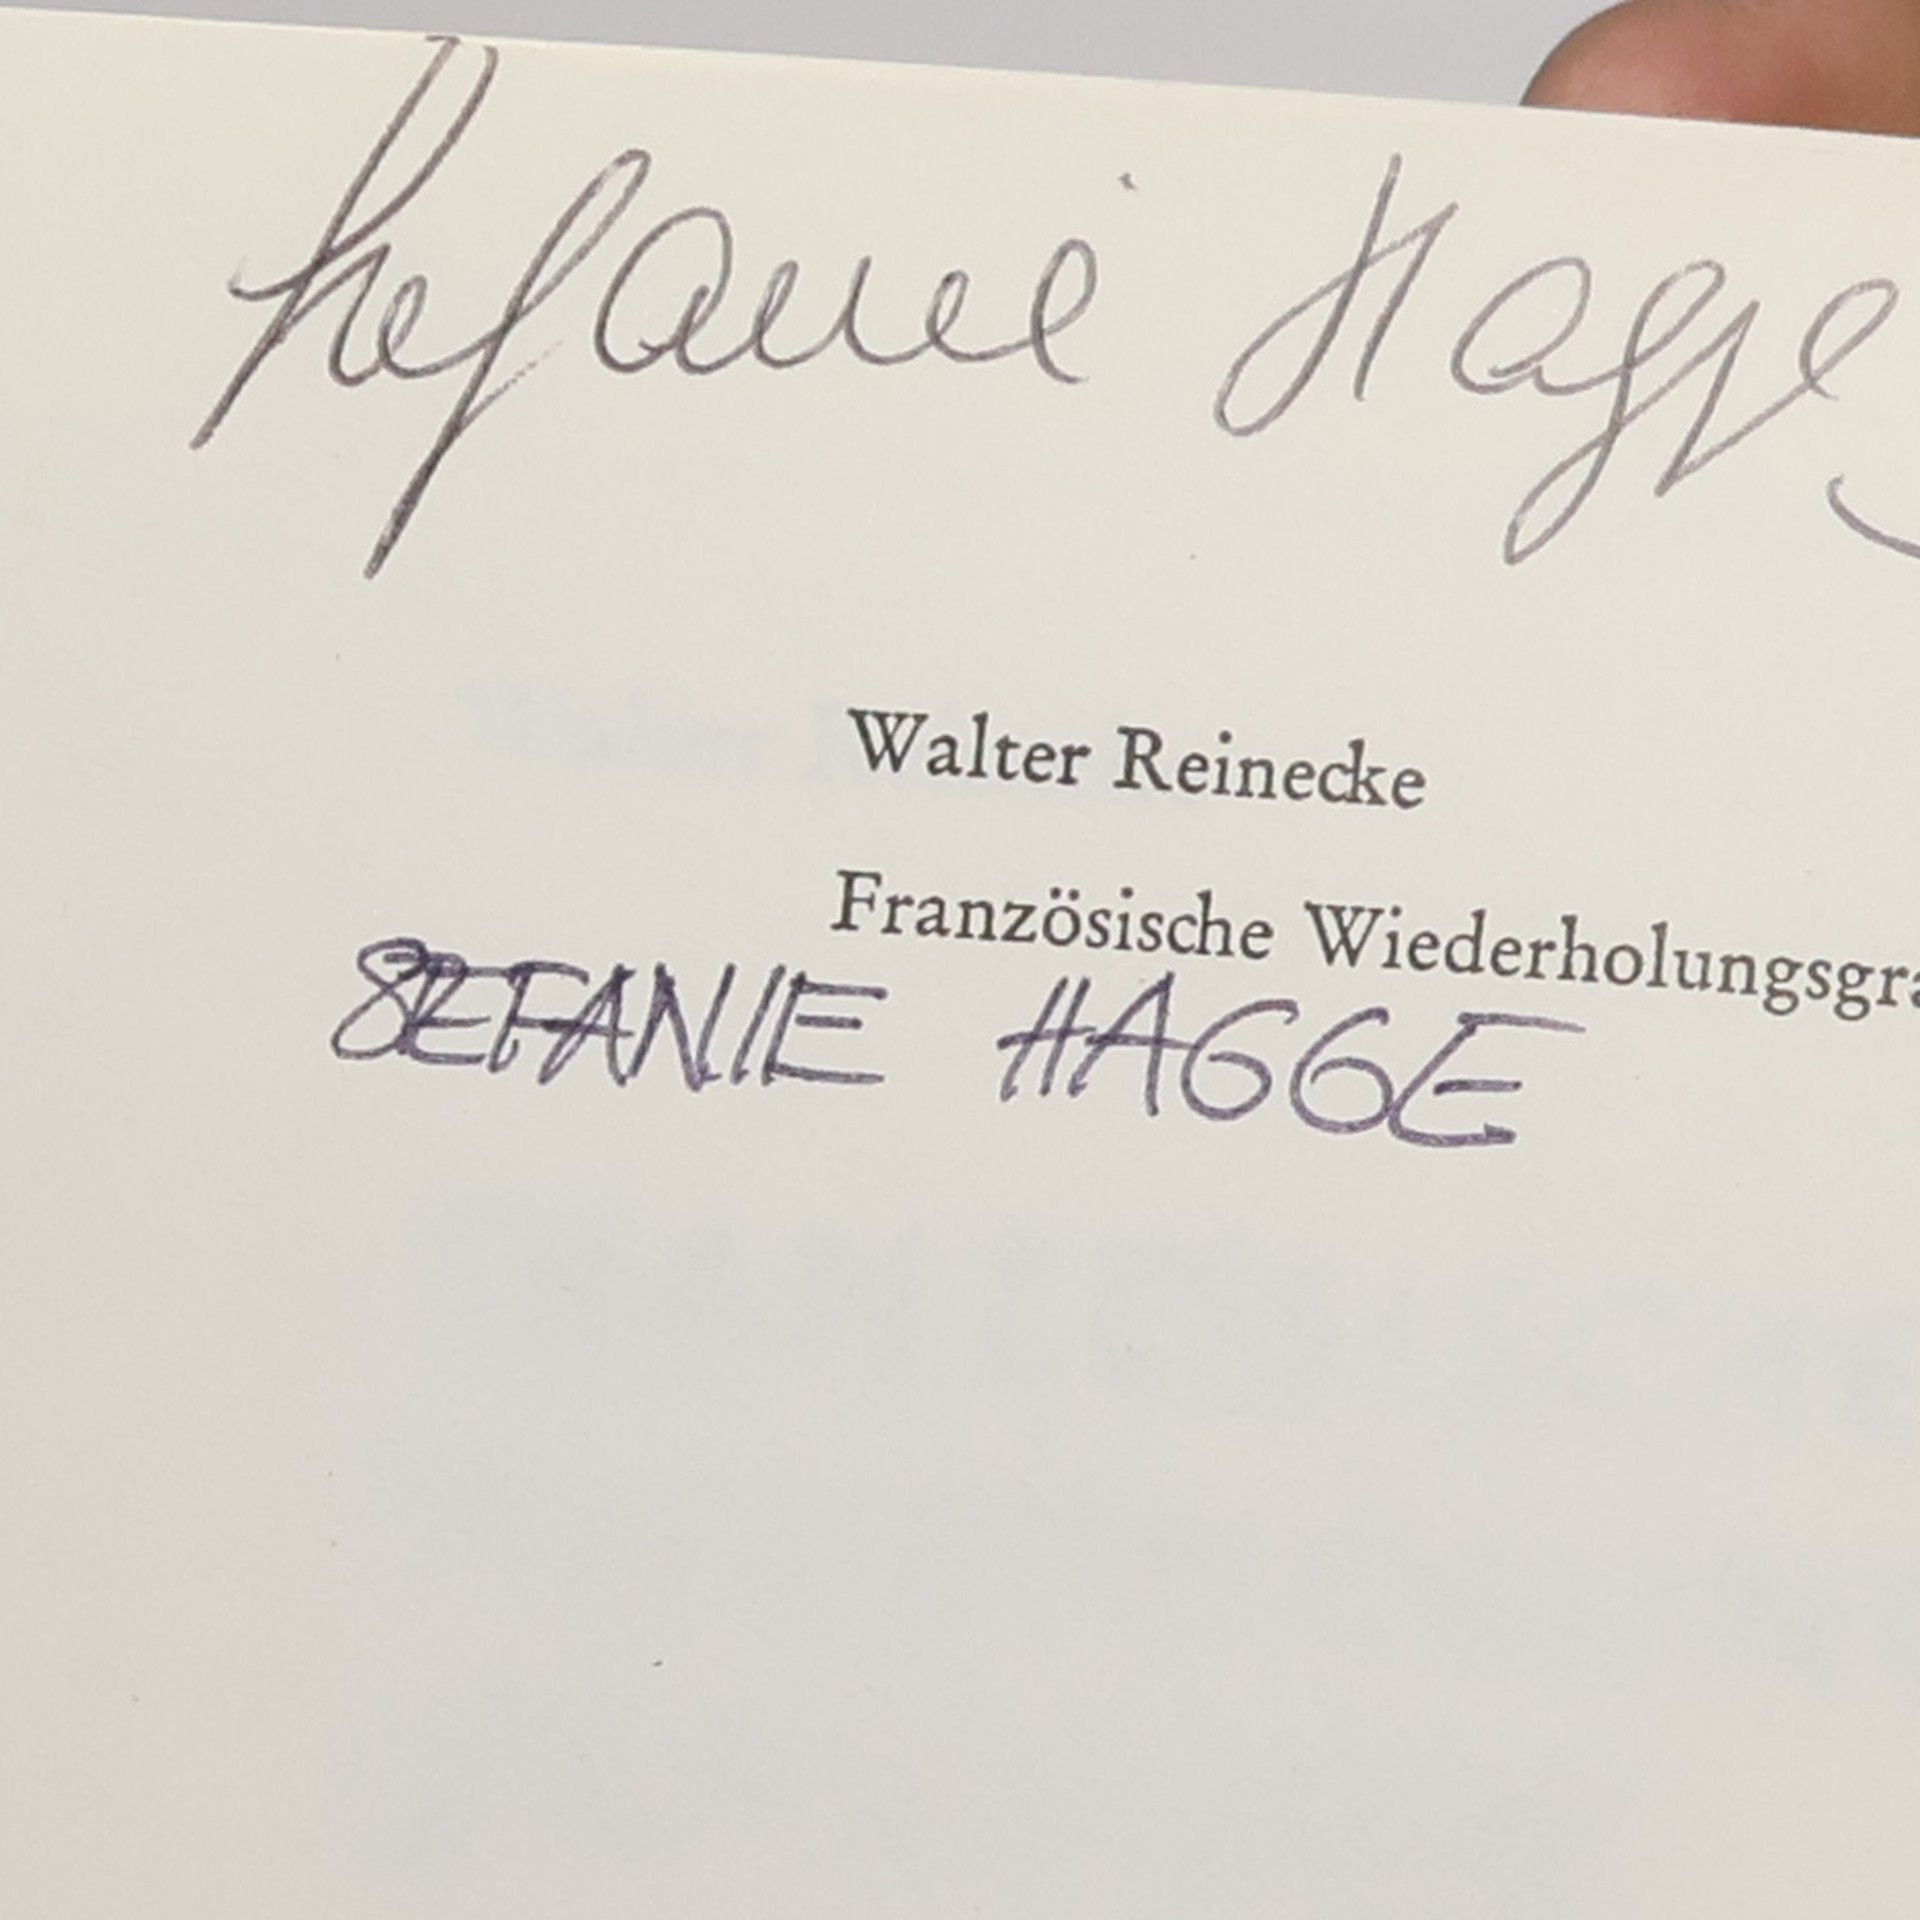 Stefanie Hagge
Walter Reinecke
Französische Wiederholungsgra
STEFANIE HAGGE